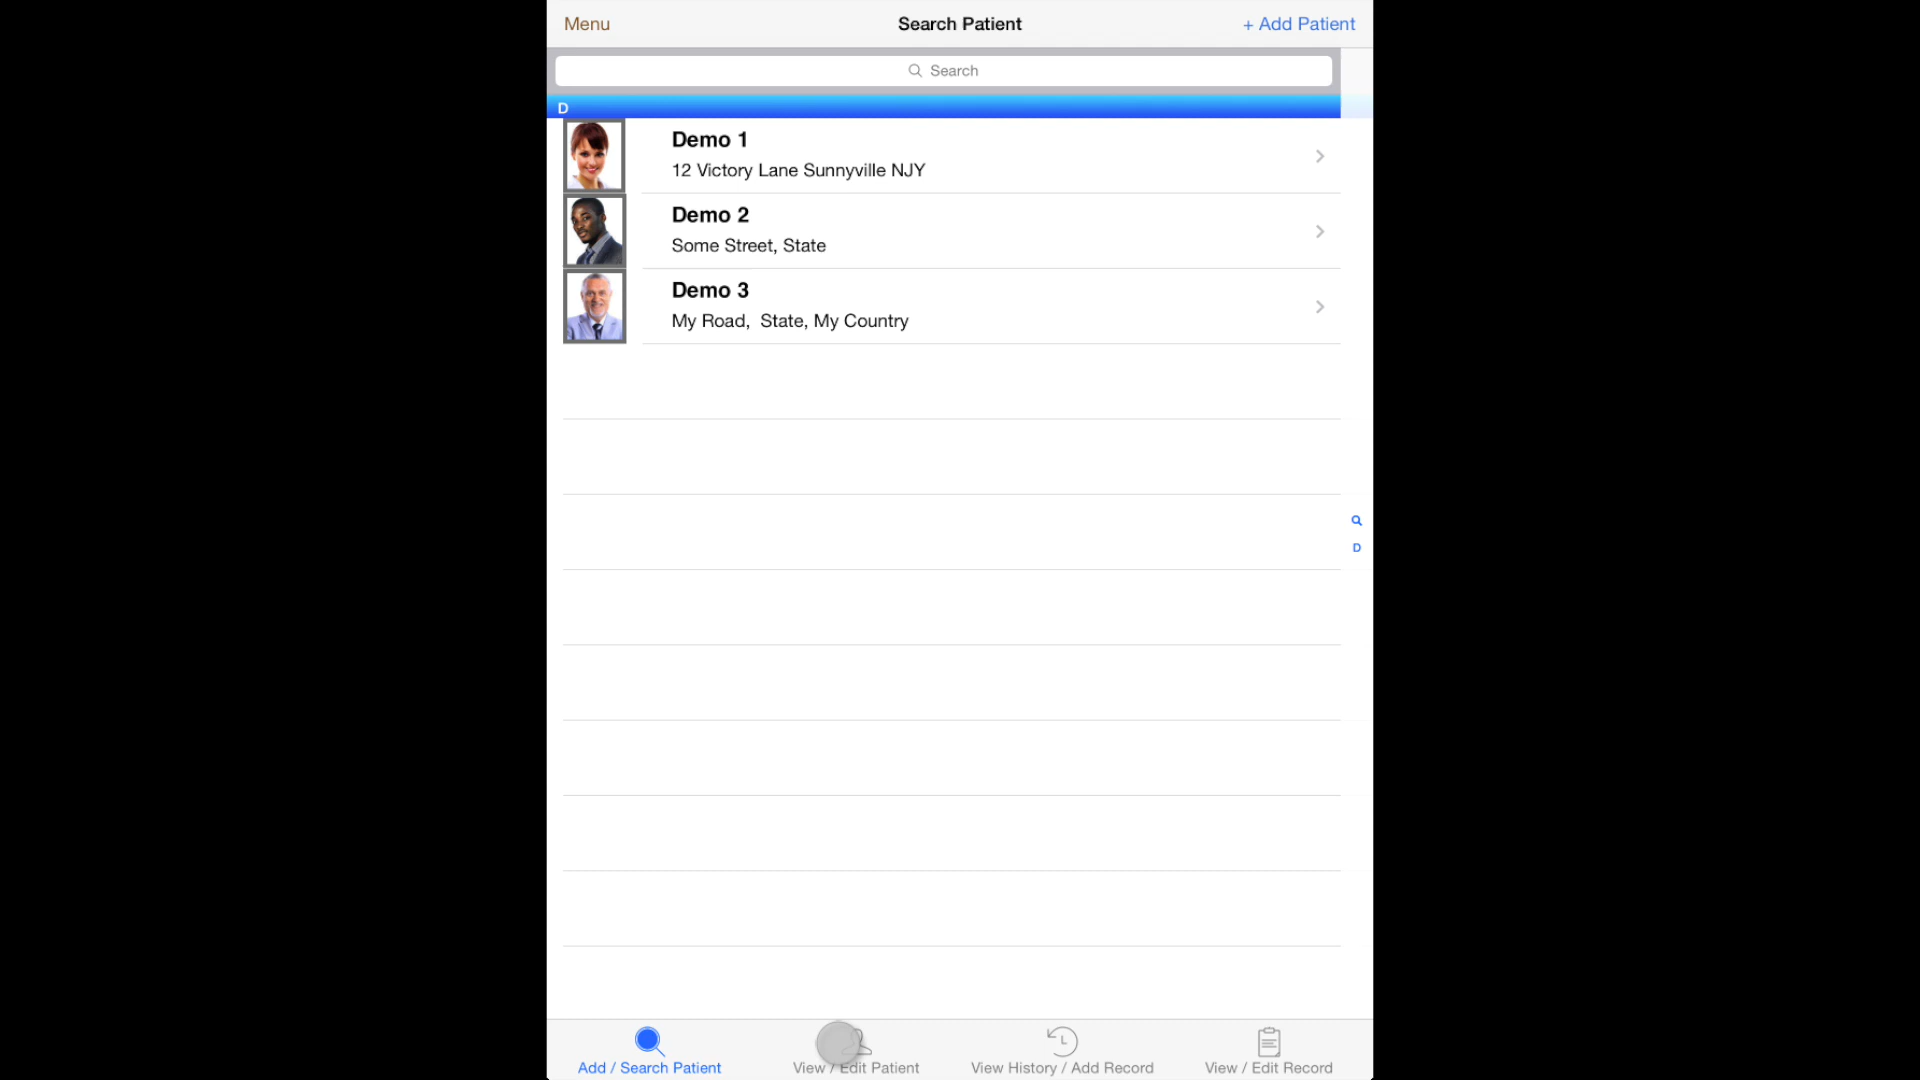 Menu
Search Patient
+ Add Patient
Search
D
Demo 1
12 Victory Lane Sunnyville NJY
Demo 2
Some Street, State
Demo 3
My Road,  State, My Country
D
Add / Search Patient
View / Edit Patient
View History / Add Record
View / Edit Record